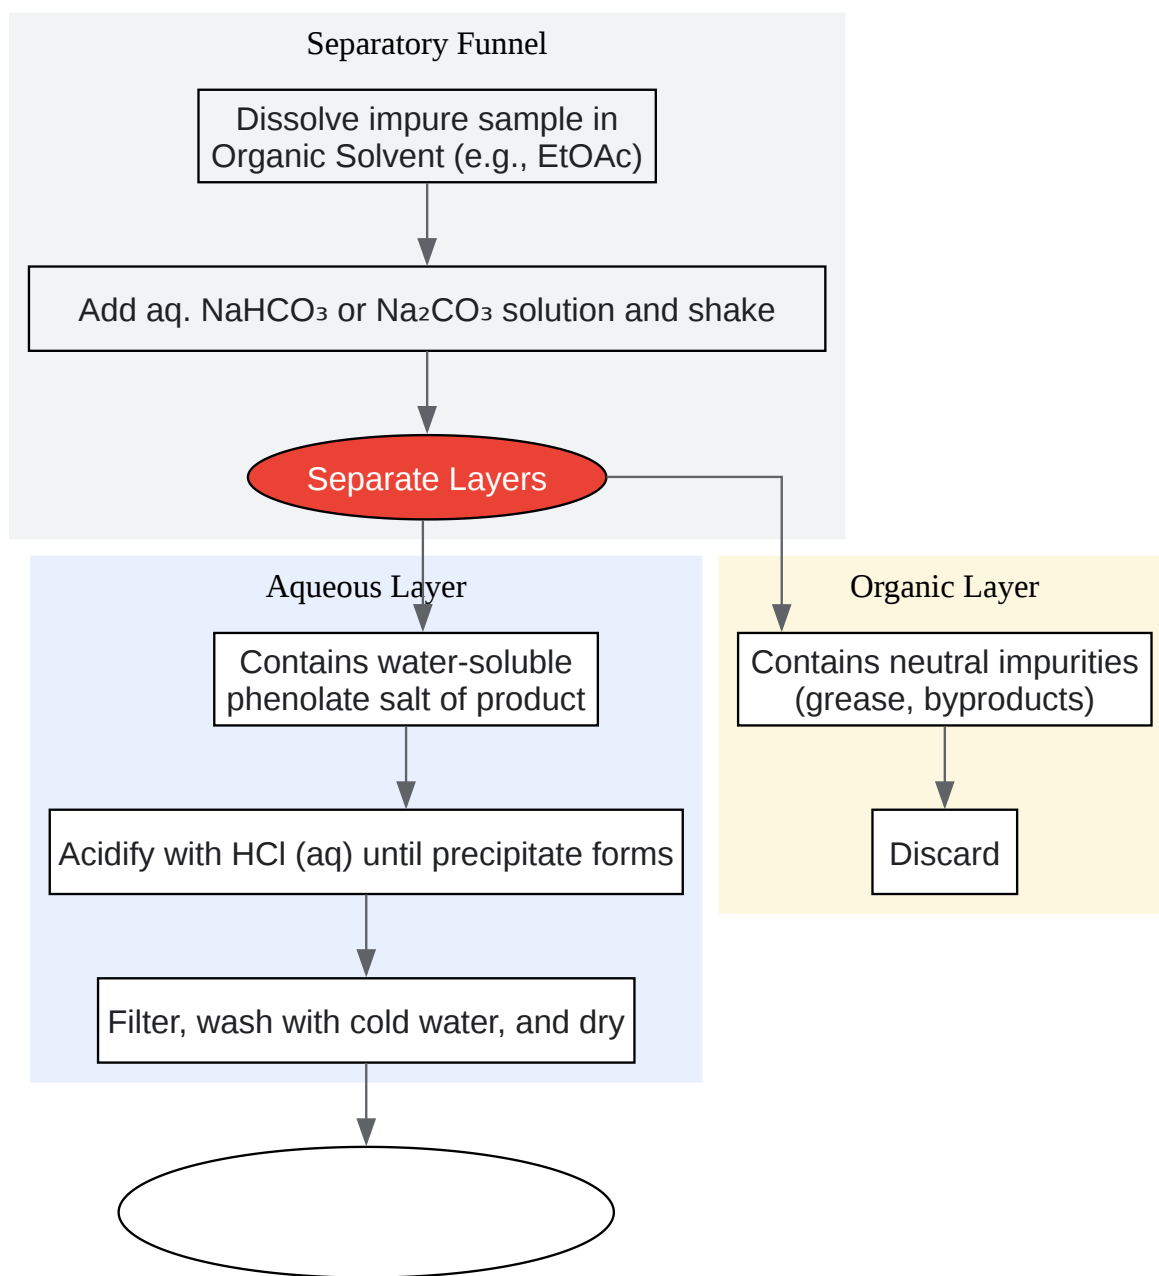 Separatory Funnel
Dissolve impure sample in
Organic Solvent (e.g., EtOAc)
Add aq. NaHCO₃ or Na₂CO₃ solution and shake
Separate Layers
Aqueous Layer
Contains water-soluble
phenolate salt of product
Acidify with HCl (aq) until precipitate forms
Filter, wash with cold water, and dry
Organic Layer
Contains neutral impurities
(grease, byproducts)
Discard